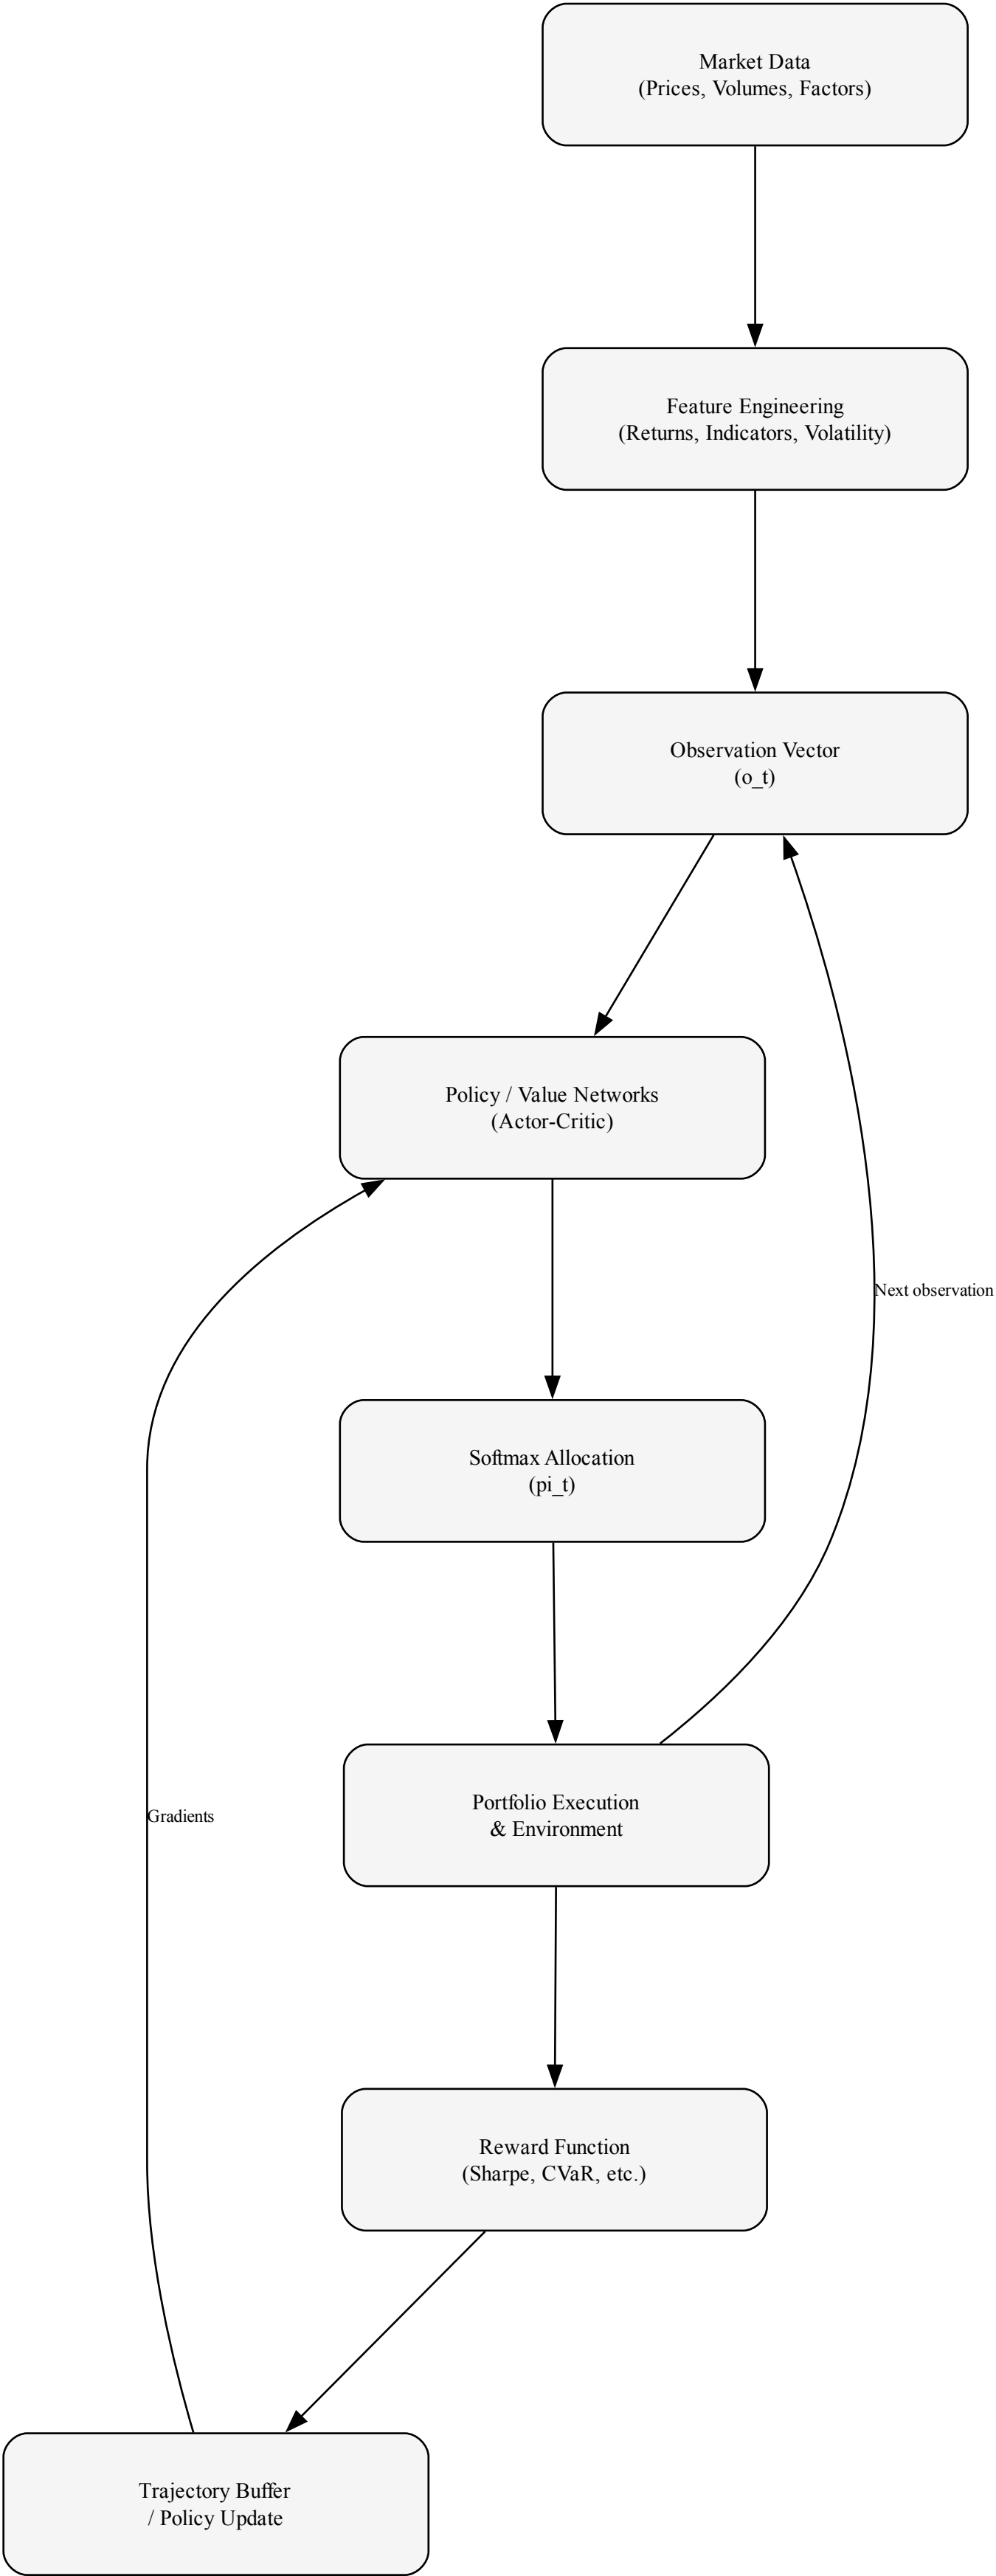 Market Data
(Prices, Volumes, Factors)
Feature Engineering
(Returns, Indicators, Volatility)
Observation Vector
(o_t)
Policy / Value Networks
(Actor-Critic)
Next observation
Softmax Allocation
(pi_t)
Portfolio Execution
& Environment
Gradients
Reward Function
(Sharpe, CVaR, etc.)
Trajectory Buffer
/ Policy Update